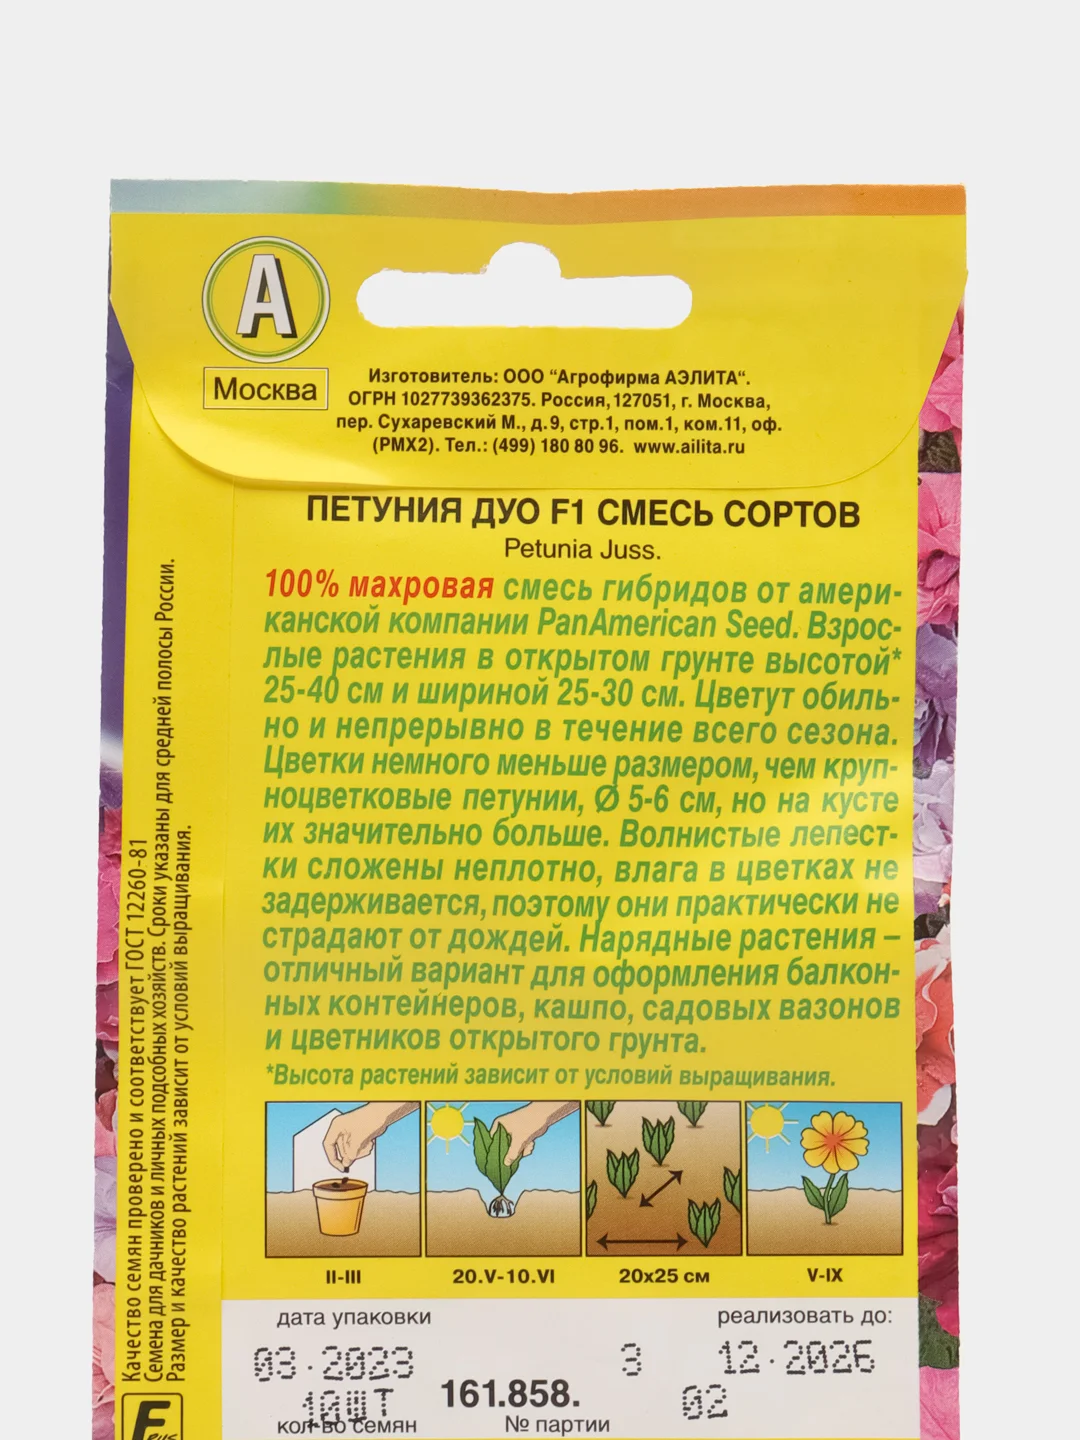 А
Москва
Изготовитель: ООО “Агрофирма АЭЛИТА“.
ОГРН 1027739362375. Россия, 127051, г. Москва,
пер. Сухаревский М., д.9, стр.1, пом.1, ком.11, оф.
(РМХ2). Тел.: (499) 180 80 96. www.ailita.ru
ПЕТУНИЯ ДУО F1 СМЕСЬ СОРТОВ
Petunia Juss.
100% махровая смесь гибридов от амери-
канской компании PanAmerican Seed. Взрос-
лые растения в открытом грунте высотой*
25-40 см и шириной 25-30 см. Цветут обиль-
но и непрерывно в течение всего сезона.
Цветки немного меньше размером, чем круп-
ноцветковые петунии, Ø 5-6 см, но на кусте
их значительно больше. Волнистые лепест-
ки сложены неплотно, влага в цветках не
задерживается, поэтому они практически не
страдают от дождей. Нарядные растения –
отличный вариант для оформления балкон-
ных контейнеров, кашпо, садовых вазонов
и цветников открытого грунта.
*Высота растений зависит от условий выращивания.
II-III
20.V-10.VI
20x25 см
V-IX
дата упаковки
реализовать до:
03.2023
3
12.2026
10ШТ
161.858.
02
кол-во семян
№ партии
Качество семян проверено и соответствует ГОСТ 12260-81
Семена для дачников и личных подсобных хозяйств. Сроки указаны для средней полосы России.
Размер и качество растений зависит от условий выращивания.